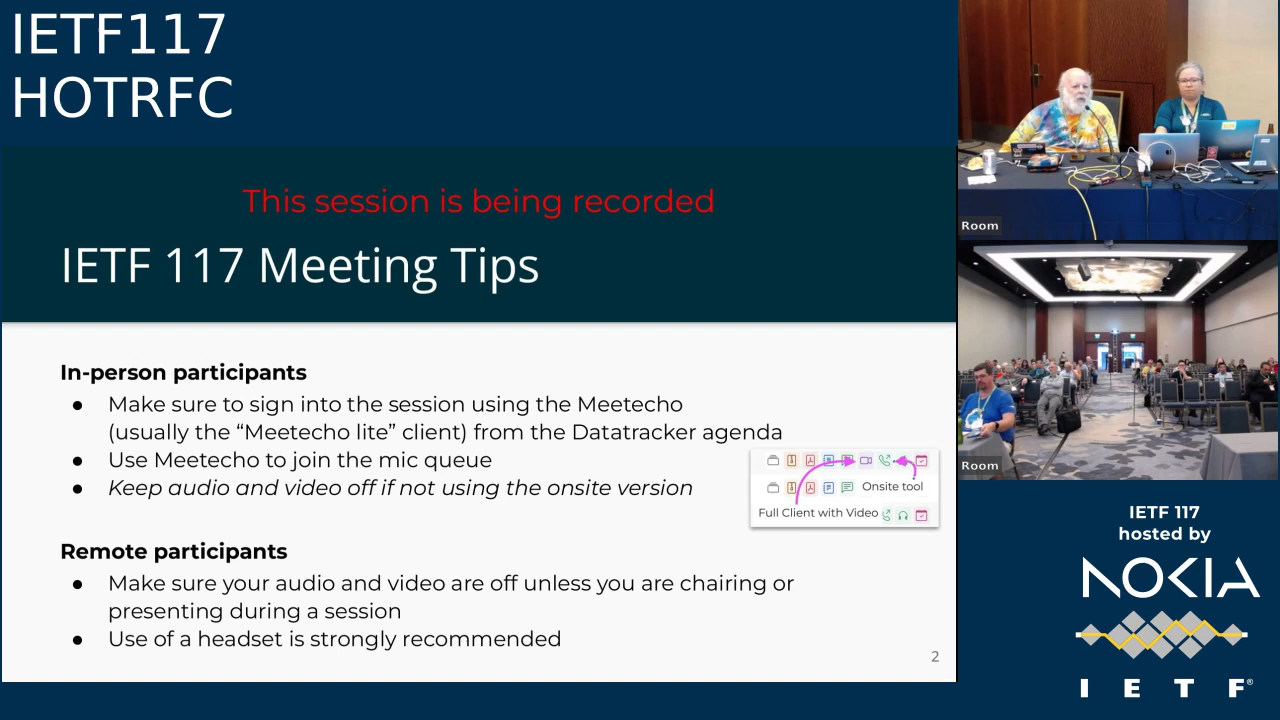 IETF117
HOTRFC
This session is being recorded
IETF 117 Meeting Tips
In-person participants
● Make sure to sign into the session using the Meetecho
(usually the “Meetecho lite” client) from the Datatracker agenda
● Use Meetecho to join the mic queue
● Keep audio and video off if not using the onsite version
Onsite tool
Full Client with Video
Remote participants
● Make sure your audio and video are off unless you are chairing or
presenting during a session
● Use of a headset is strongly recommended
2
Room
Room
IETF 117
hosted by
NOKIA
I E T F®